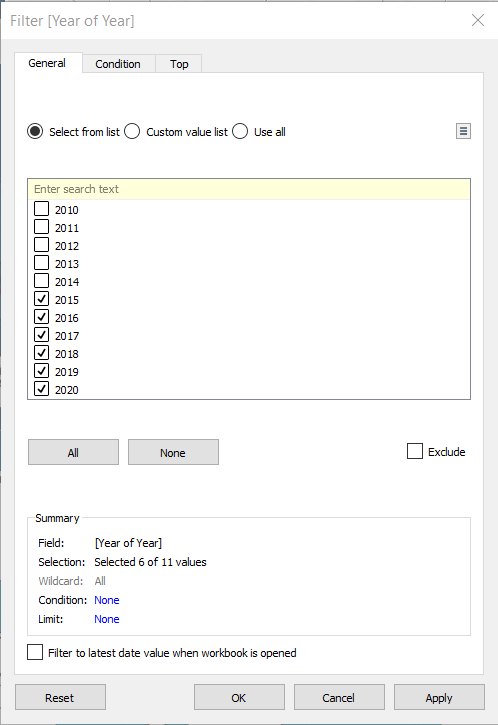 Filter [Year of Year]
General Condition Top
Select from list Custom value list Use all
Enter search text
2010
2011
2012
2013
2014
2015
2016
2017
2018
2019
2020
All None Exclude
Summary
Field: [Year of Year]
Selection: Selected 6 of 11 values
Wildcard: All
Condition: None
Limit: None
Filter to latest date value when workbook is opened
Reset OK Cancel Apply